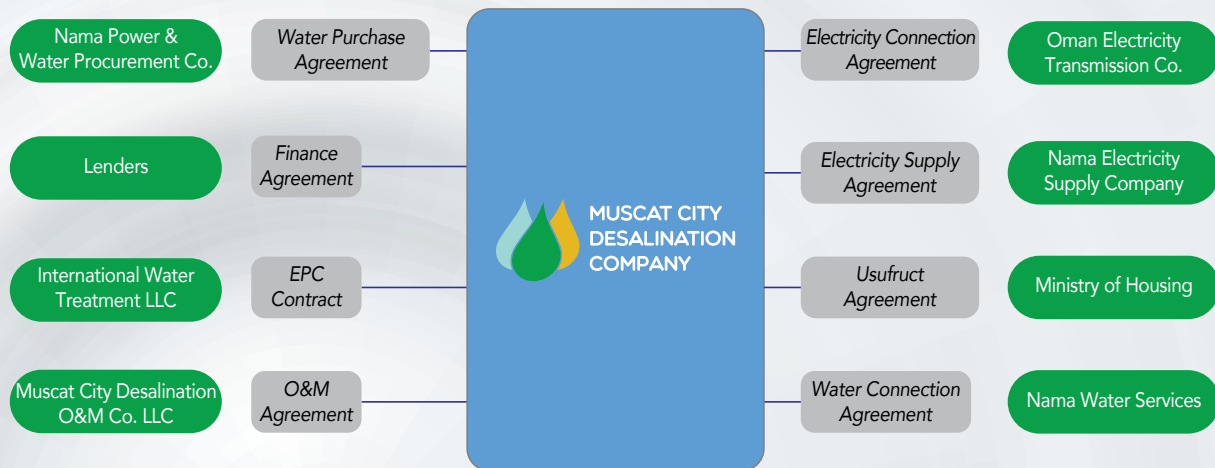 Nama Power &
Water Procurement Co.
Water Purchase
Agreement
Lenders
Finance
Agreement
International Water
Treatment LLC
EPC
Contract
Muscat City Desalination
O&M Co. LLC
O&M
Agreement
MUSCAT CITY
DESALINATION
COMPANY
Electricity Connection
Agreement
Oman Electricity
Transmission Co.
Electricity Supply
Agreement
Nama Electricity
Supply Company
Usufruct
Agreement
Ministry of Housing
Water Connection
Agreement
Nama Water Services